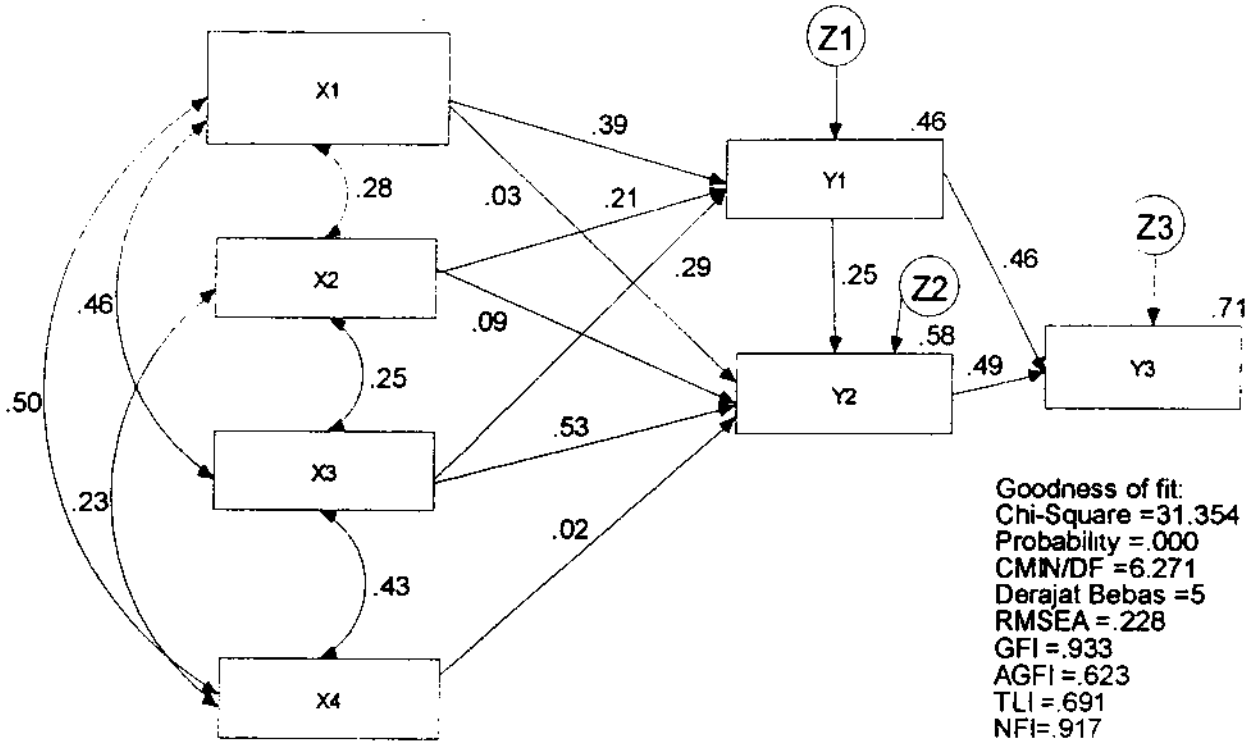 Z1
X1
.39
.46
Y1
.28
.03
.21
Z3
X2
.29
.25
Z2
.46
.46
.09
.58
.71
.25
.49
Y3
Y2
.50
.53
X3
.23
.02
.43
X4
Goodness of fit:
Chi-Square =31.354
Probability =.000
CMIN/DF =6.271
Derajat Bebas =5
RMSEA =.228
GFI =.933
AGFI =.623
TLI =.691
NFI=.917